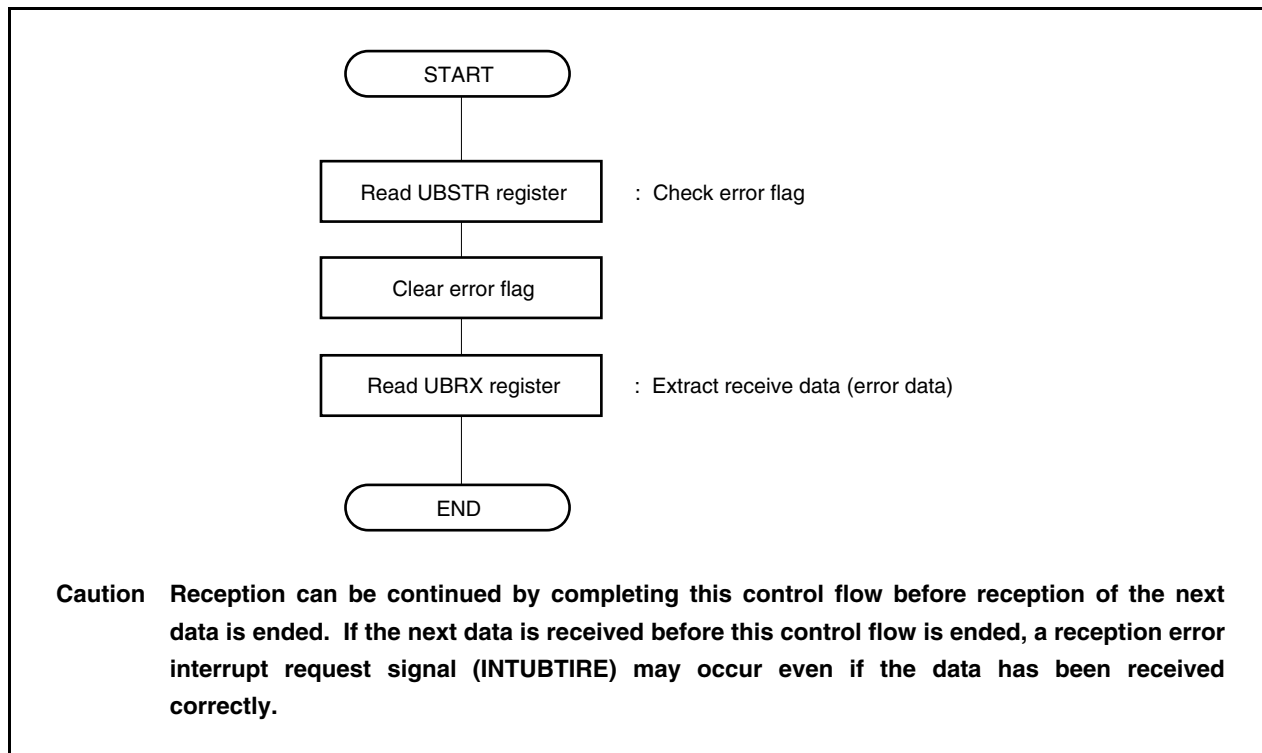 START
Read UBSTR register : Check error flag
Clear error flag
Read UBRX register : Extract receive data (error data)
END
Caution Reception can be continued by completing this control flow before reception of the next
data is ended. If the next data is received before this control flow is ended, a reception error
interrupt request signal (INTUBTIRE) may occur even if the data has been received
correctly.